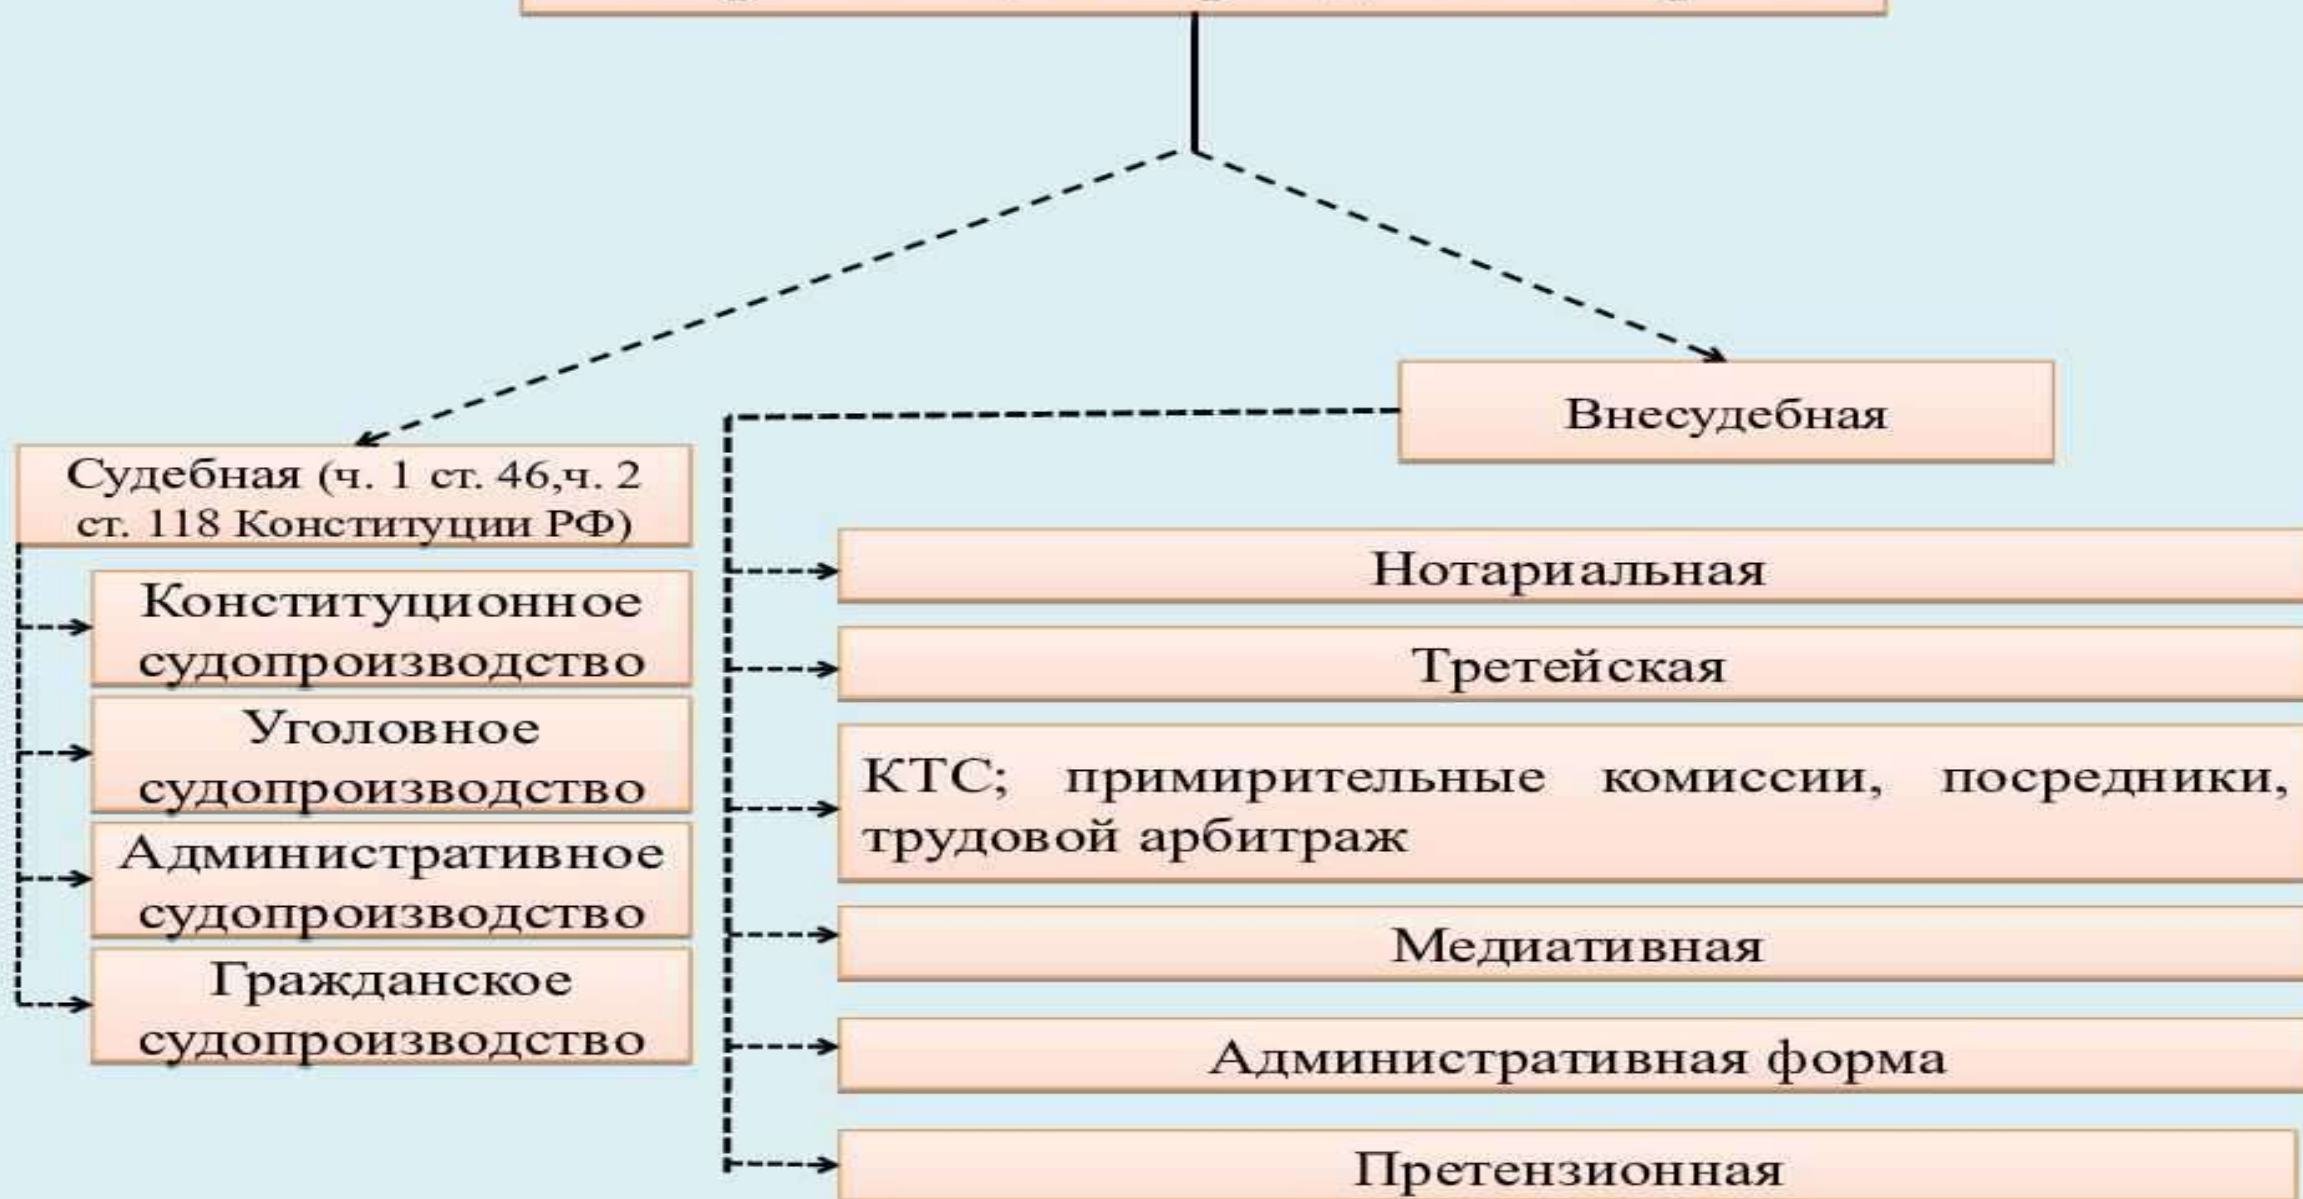 Внесудебная
Судебная (ч. 1 ст. 46,ч. 2
ст. 118 Конституции РФ)
Конституционное
судопроизводство
Уголовное
судопроизводство
Административное
судопроизводство
Гражданское
судопроизводство
Нотариальная
Третейская
КТС; примирительные комиссии, посредники,
трудовой арбитраж
Медиативная
Административная форма
Претензионная